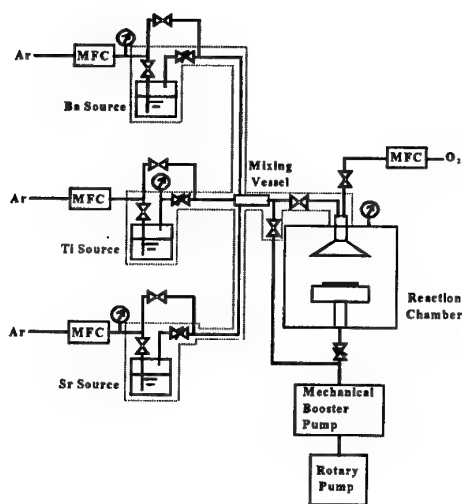 Ar
MFC
Ba Source
MFC
O₂
Mixing
Vessel
Ar
MFC
Ti Source
Reaction
Chamber
Ar
MFC
Sr Source
Mechanical
Booster
Pump
Rotary
Pump